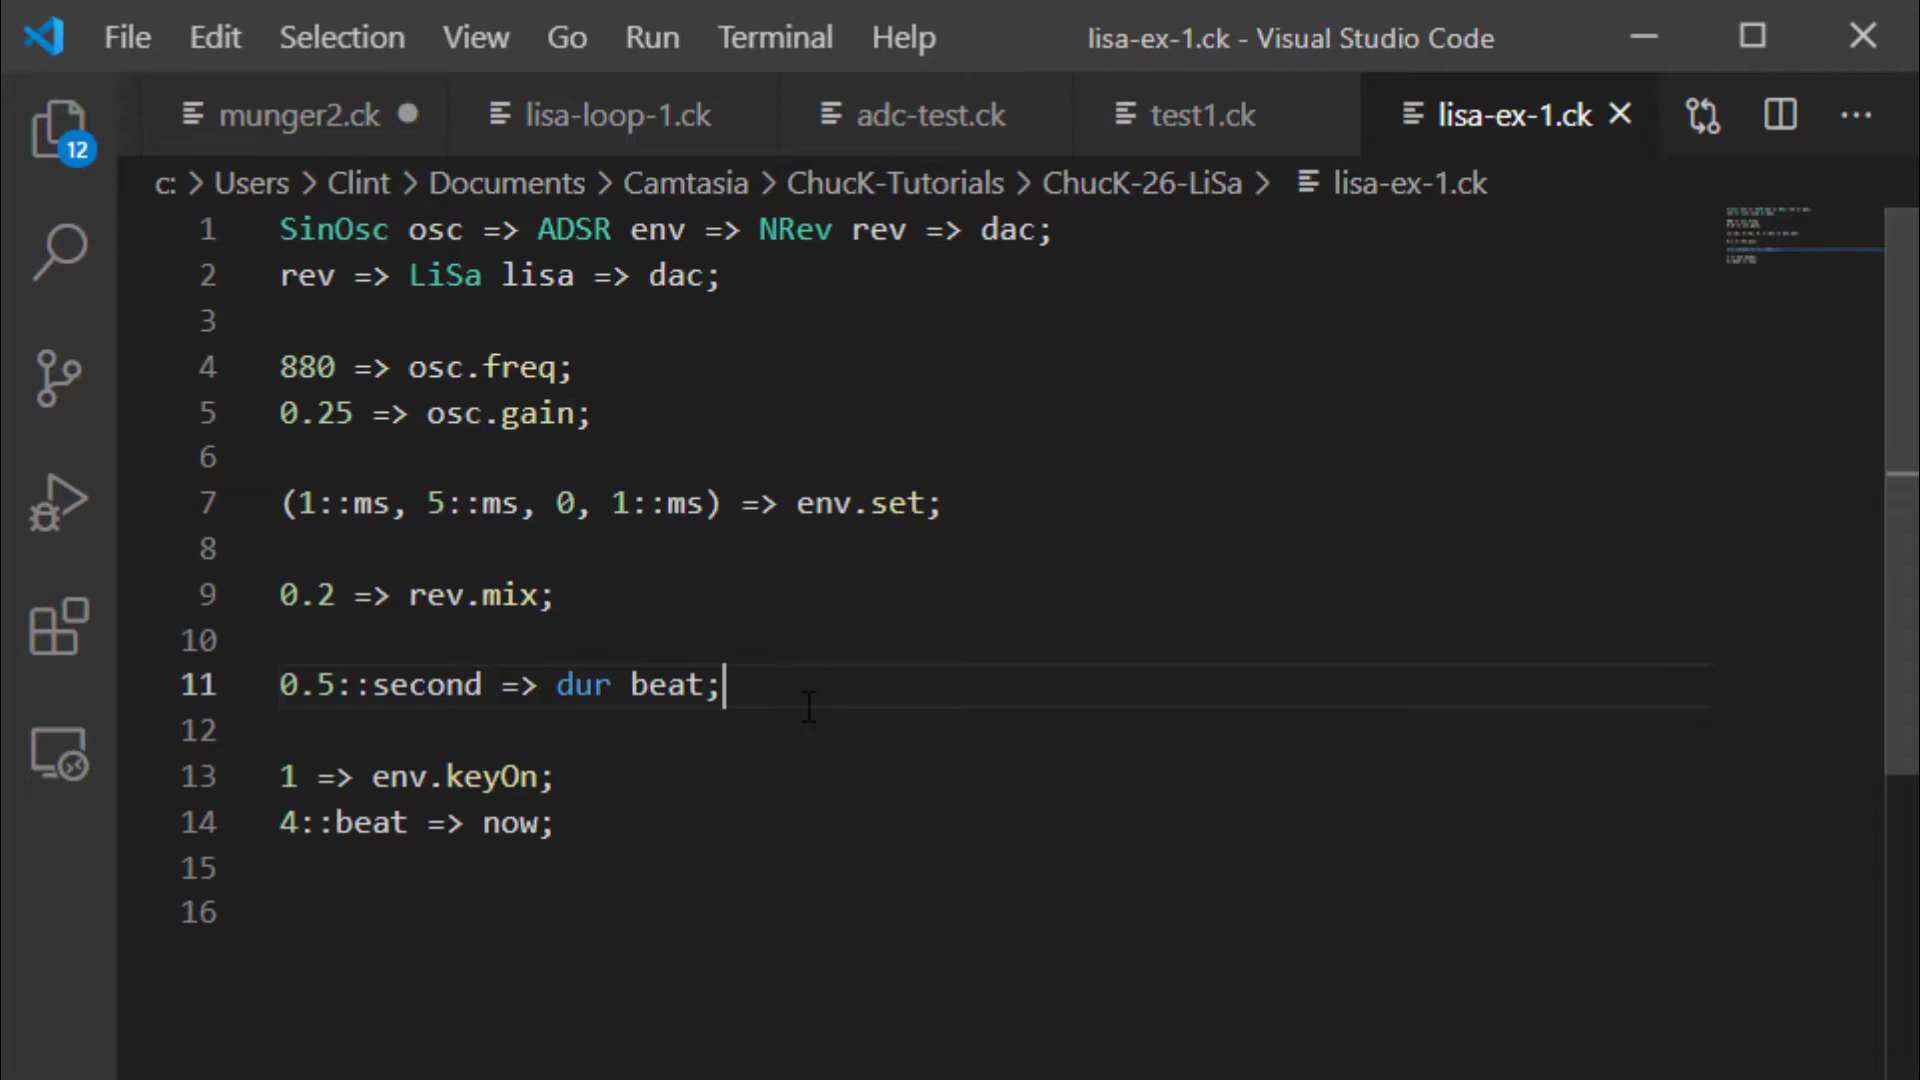 File Edit Selection View Go Run Terminal Help lisa-ex-1.ck - Visual Studio Code
munger2.ck lisa-loop-1.ck adc-test.ck test1.ck lisa-ex-1.ck
12
c: > Users > Clint > Documents > Camtasia > ChucK-Tutorials > ChucK-26-LiSa > lisa-ex-1.ck
1 SinOsc osc => ADSR env => NRev rev => dac;
2 rev => LiSa lisa => dac;
3
4 880 => osc.freq;
5 0.25 => osc.gain;
6
7 (1::ms, 5::ms, 0, 1::ms) => env.set;
8
9 0.2 => rev.mix;
10
11 0.5::second => dur beat;
12
13 1 => env.keyOn;
14 4::beat => now;
15
16